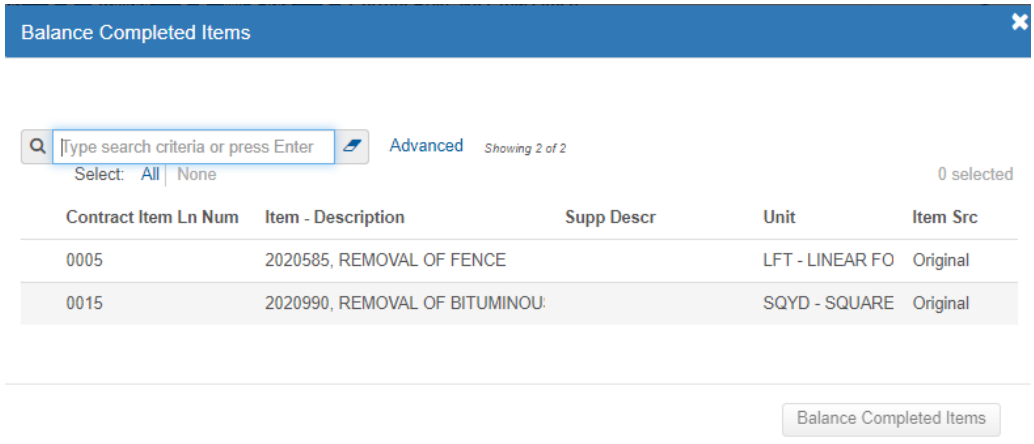 Balance Completed Items
Type search criteria or press Enter Advanced Showing 2 of 2
Select: All None 0 selected
Contract Item Ln Num Item - Description Supp Descr Unit Item Src
0005 2020585, REMOVAL OF FENCE LFT - LINEAR FO Original
0015 2020990, REMOVAL OF BITUMINOU SQYD - SQUARE Original
Balance Completed Items